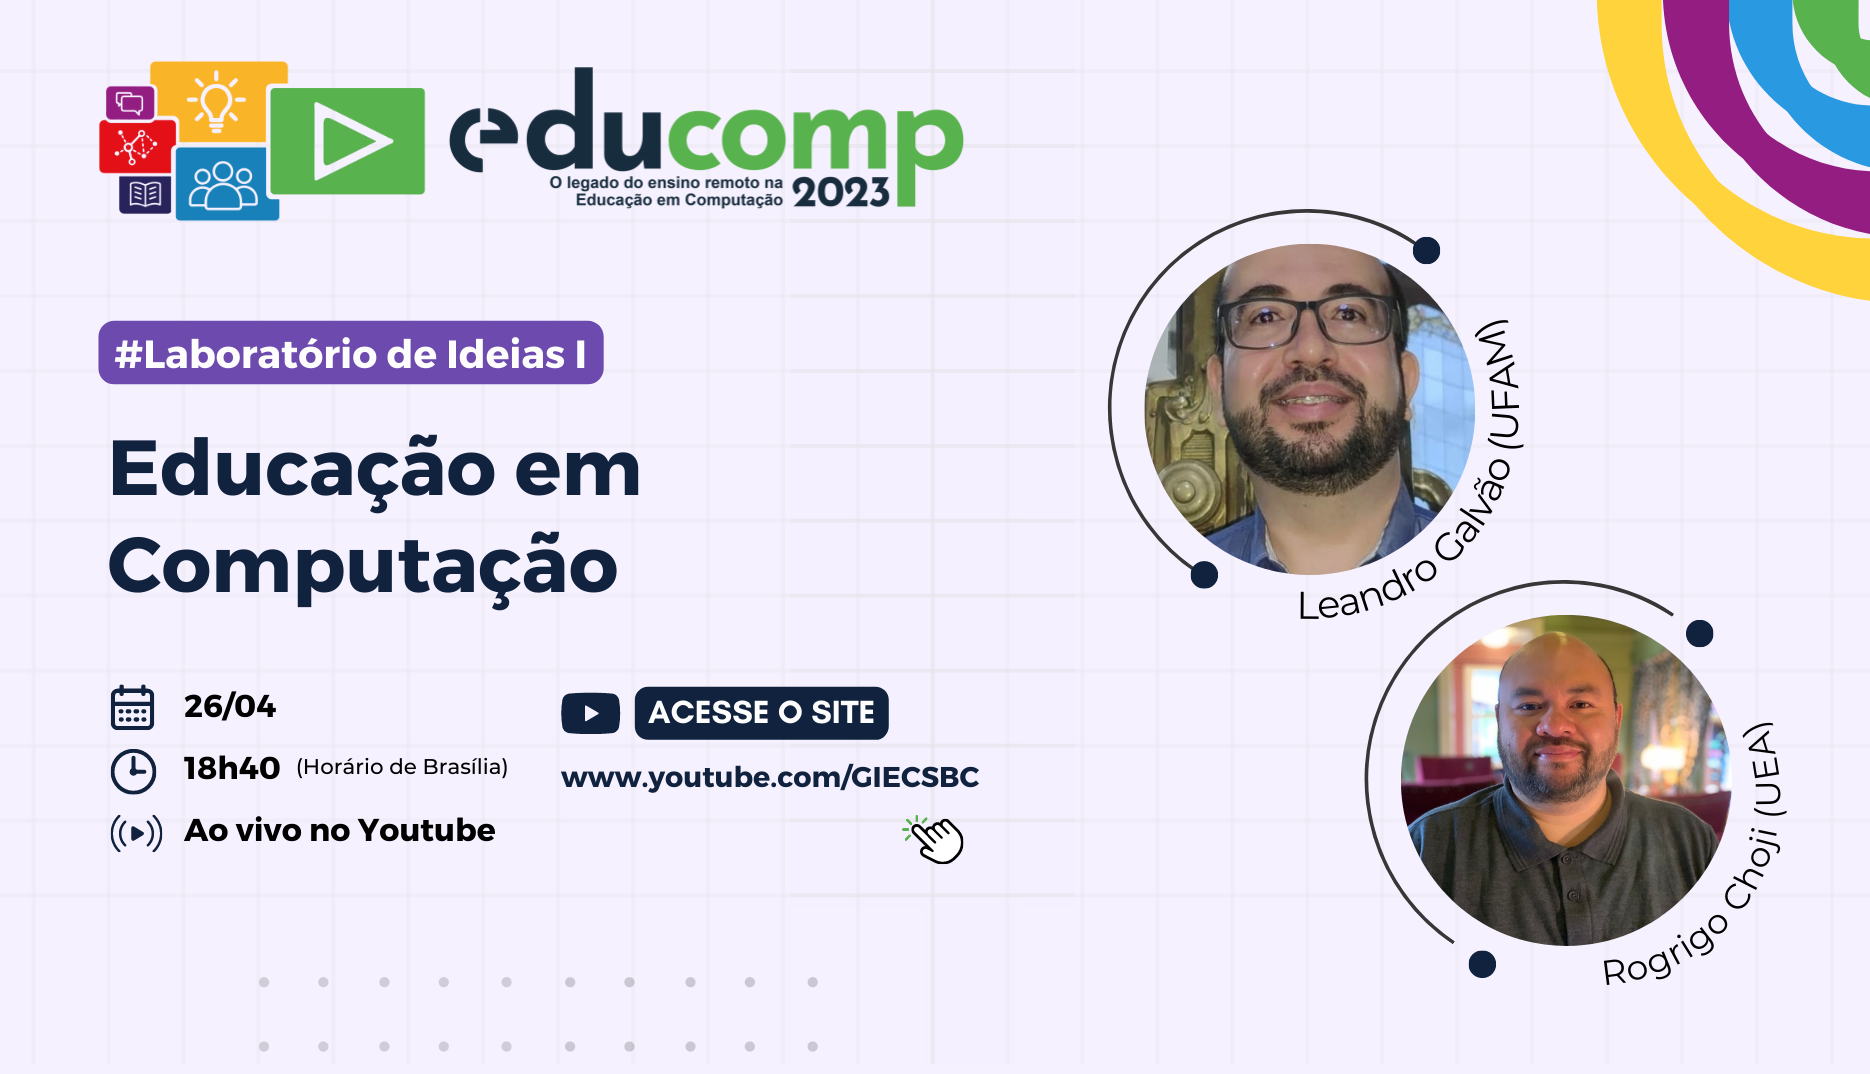 educomp
O legado do ensino remoto na
Educação em Computação 2023
#Laboratório de Ideias I
Educação em
Computação
26/04
18h40 (Horário de Brasília)
Ao vivo no Youtube
ACESSE O SITE
www.youtube.com/GIECSBC
Leandro Galvão (UFAM)
Rogrigo Choji (UEA)